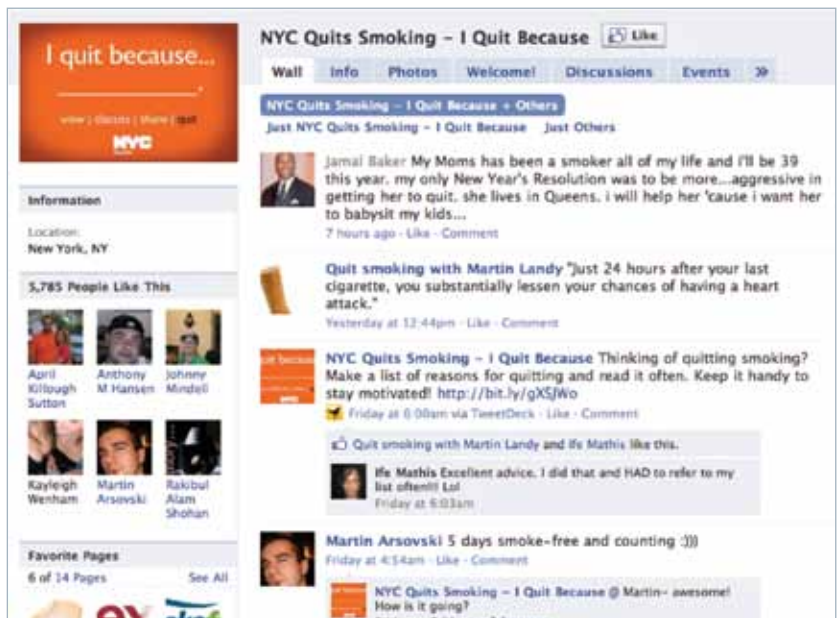 I quit because...
view | discuss | share | quit
NYC
Information
Location:
New York, NY
5,785 People Like This
April
Killough
Sutton
Anthony
M Hansen
Johnny
Mindell
Kayleigh
Wenham
Martin
Arsovski
Rakibul
Alam
Shohan
Favorite Pages
6 of 14 Pages
See All
NYC Quits Smoking – I Quit Because
Like
Wall Info Photos Welcome! Discussions Events »
NYC Quits Smoking – I Quit Because + Others
Just NYC Quits Smoking – I Quit Because Just Others
Jamal Baker My Moms has been a smoker all of my life and I'll be 39
this year. my only New Year's Resolution was to be more...aggressive in
getting her to quit. she lives in Queens. i will help her 'cause i want her
to babysit my kids...
7 hours ago · Like · Comment
Quit smoking with Martin Landy "Just 24 hours after your last
cigarette, you substantially lessen your chances of having a heart
attack."
Yesterday at 12:44pm · Like · Comment
NYC Quits Smoking – I Quit Because Thinking of quitting smoking?
Make a list of reasons for quitting and read it often. Keep it handy to
stay motivated! http://bit.ly/gXSJWo
Friday at 6:00am via TweetDeck · Like · Comment
Quit smoking with Martin Landy and Ife Mathis like this.
Ife Mathis Excellent advice. I did that and HAD to refer to my
list often!!! Lol
Friday at 6:03am
Martin Arsovski 5 days smoke-free and counting :)))
Friday at 4:54am · Like · Comment
NYC Quits Smoking – I Quit Because @ Martin– awesome!
How is it going?